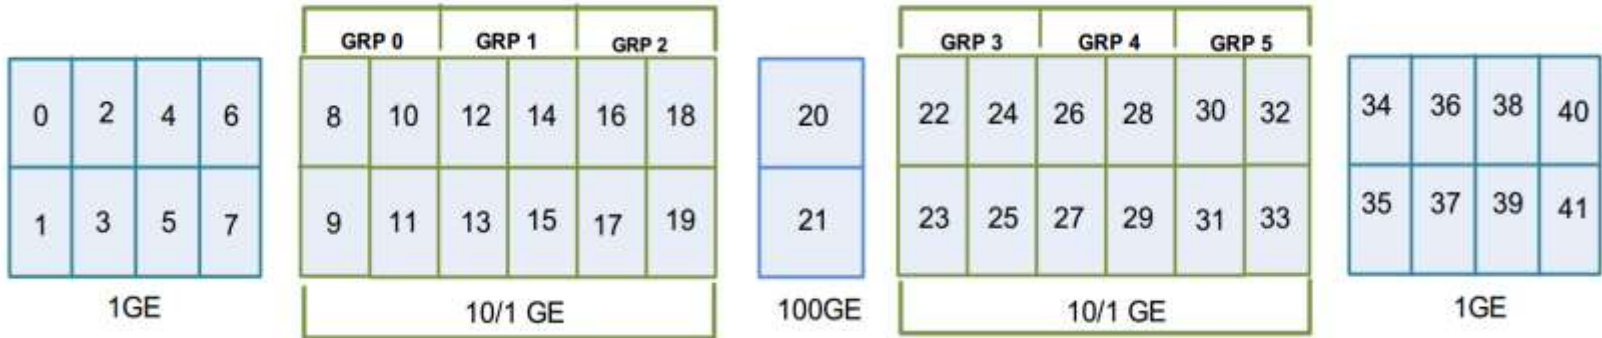 GRP 0 GRP 1 GRP 2 GRP 3 GRP 4 GRP 5
0 2 4 6 8 10 12 14 16 18 20 22 24 26 28 30 32 34 36 38 40
1 3 5 7 9 11 13 15 17 19 21 23 25 27 29 31 33 35 37 39 41
1GE 10/1 GE 100GE 10/1 GE 1GE